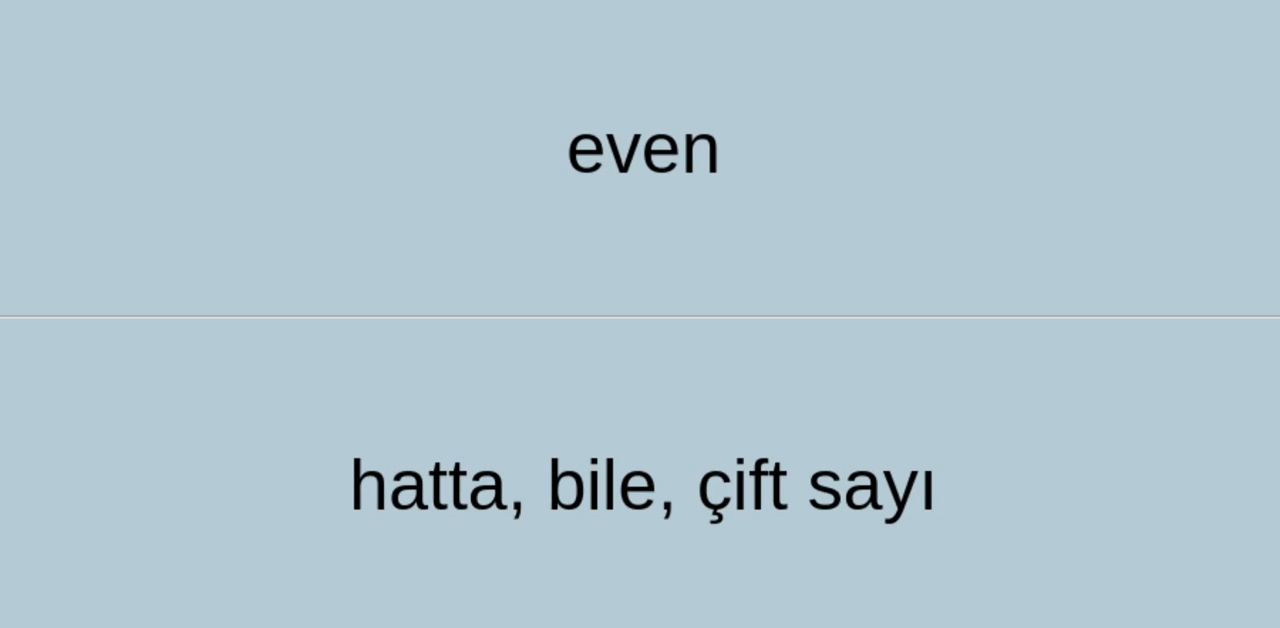 even
hatta, bile, çift sayı